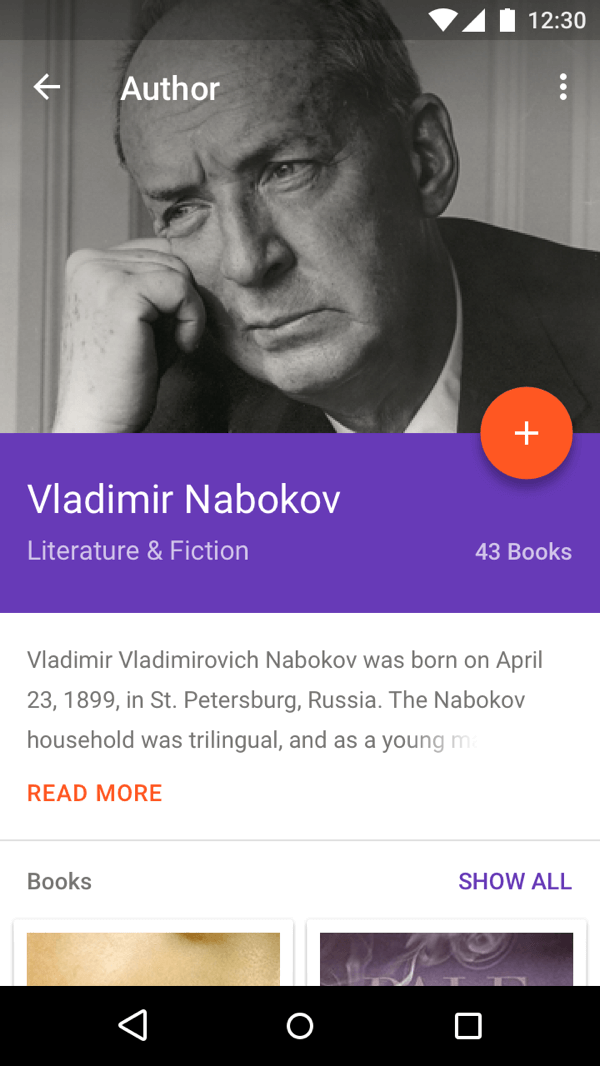 12:30
Author
Vladimir Nabokov
Literature & Fiction
43 Books
Vladimir Vladimirovich Nabokov was born on April
23, 1899, in St. Petersburg, Russia. The Nabokov
household was trilingual, and as a young
READ MORE
Books
SHOW ALL
PALE